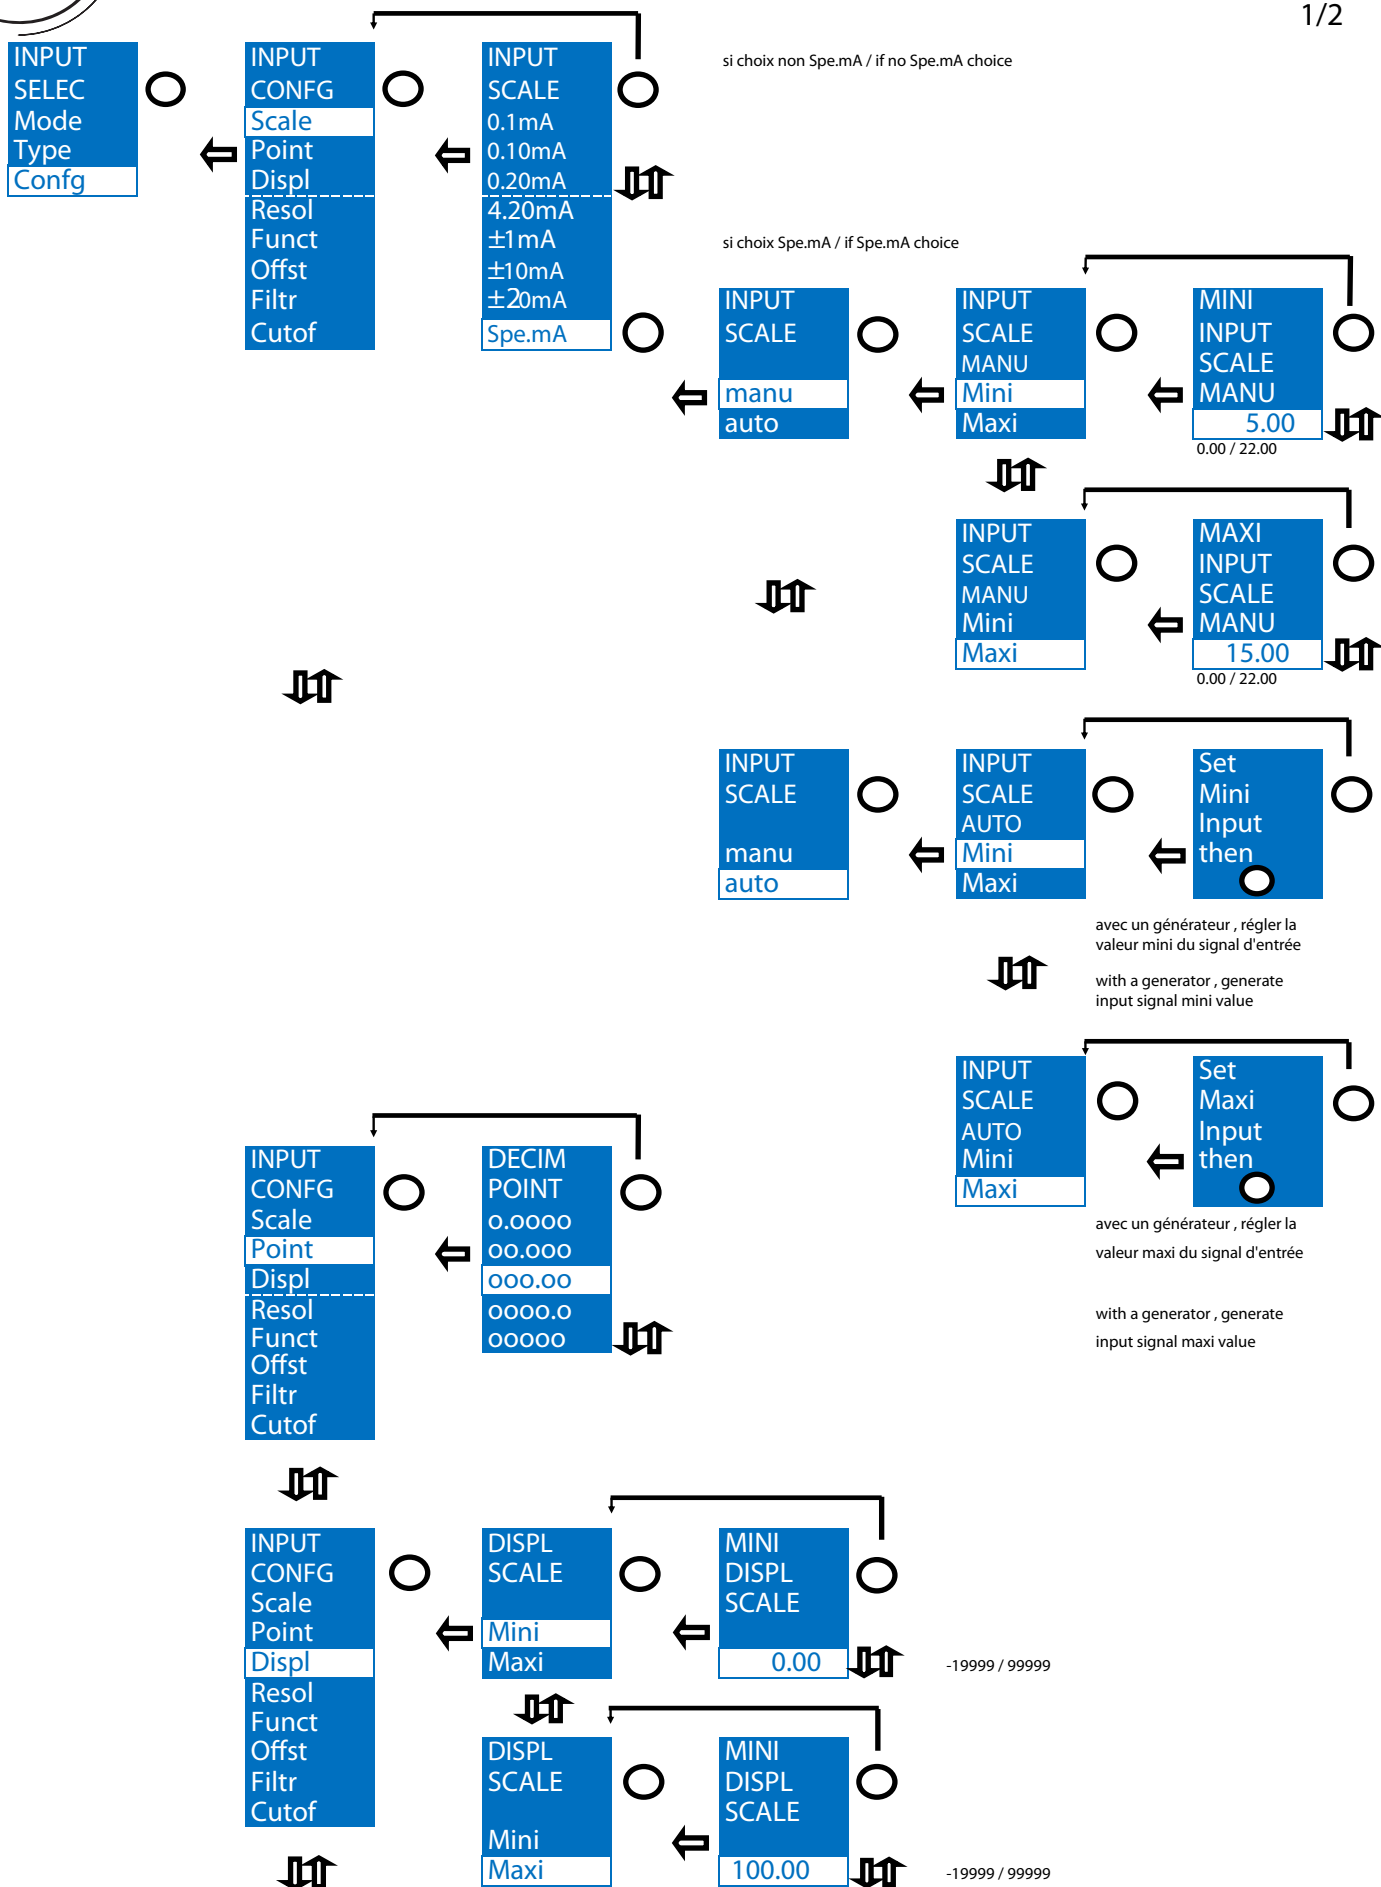 1/2
INPUT
SELEC
Mode
Type
Confg
INPUT
CONFG
Scale
Point
Displ
Resol
Funct
Offst
Filtr
Cutof
INPUT
SCALE
0.1mA
0.10mA
0.20mA
4.20mA
±1mA
±10mA
±20mA
Spe.mA
si choix non Spe.mA / if no Spe.mA choice
si choix Spe.mA / if Spe.mA choice
INPUT
SCALE
manu
auto
INPUT
SCALE
MANU
Mini
Maxi
MINI
INPUT
SCALE
MANU
5.00
0.00 / 22.00
INPUT
SCALE
MANU
Mini
Maxi
MAXI
INPUT
SCALE
MANU
15.00
0.00 / 22.00
INPUT
SCALE
manu
auto
INPUT
SCALE
AUTO
Mini
Maxi
Set
Mini
Input
then
avec un générateur , régler la
valeur mini du signal d'entrée
with a generator , generate
input signal mini value
INPUT
SCALE
AUTO
Mini
Maxi
Set
Maxi
Input
then
avec un générateur , régler la
valeur maxi du signal d'entrée
with a generator , generate
input signal maxi value
INPUT
CONFG
Scale
Point
Displ
Resol
Funct
Offst
Filtr
Cutof
DECIM
POINT
o.oooo
oo.ooo
ooo.oo
oooo.o
ooooo
INPUT
CONFG
Scale
Point
Displ
Resol
Funct
Offst
Filtr
Cutof
DISPL
SCALE
Mini
Maxi
MINI
DISPL
SCALE
0.00
-19999 / 99999
DISPL
SCALE
Mini
Maxi
MINI
DISPL
SCALE
100.00
-19999 / 99999